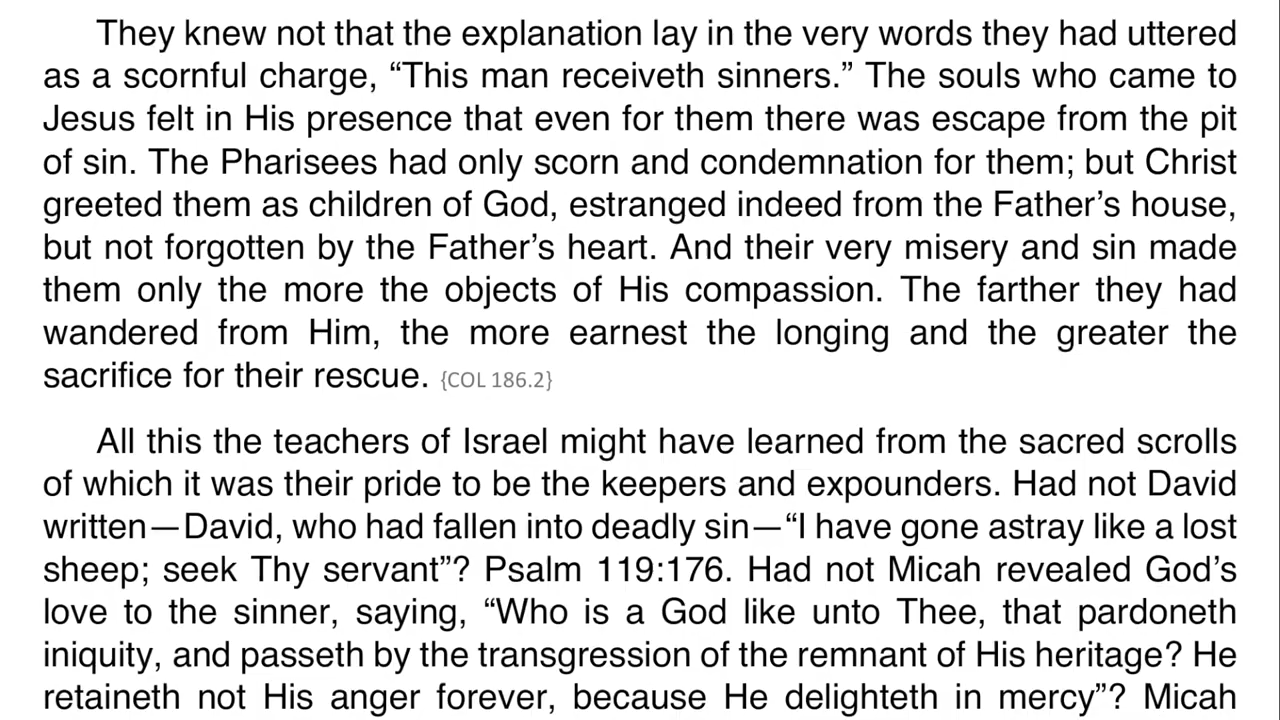 They knew not that the explanation lay in the very words they had uttered
as a scornful charge, “This man receiveth sinners.” The souls who came to
Jesus felt in His presence that even for them there was escape from the pit
of sin. The Pharisees had only scorn and condemnation for them; but Christ
greeted them as children of God, estranged indeed from the Father’s house,
but not forgotten by the Father’s heart. And their very misery and sin made
them only the more the objects of His compassion. The farther they had
wandered from Him, the more earnest the longing and the greater the
sacrifice for their rescue. {COL 186.2}
All this the teachers of Israel might have learned from the sacred scrolls
of which it was their pride to be the keepers and expounders. Had not David
written—David, who had fallen into deadly sin—“I have gone astray like a lost
sheep; seek Thy servant”? Psalm 119:176. Had not Micah revealed God’s
love to the sinner, saying, “Who is a God like unto Thee, that pardoneth
iniquity, and passeth by the transgression of the remnant of His heritage? He
retaineth not His anger forever, because He delighteth in mercy”? Micah